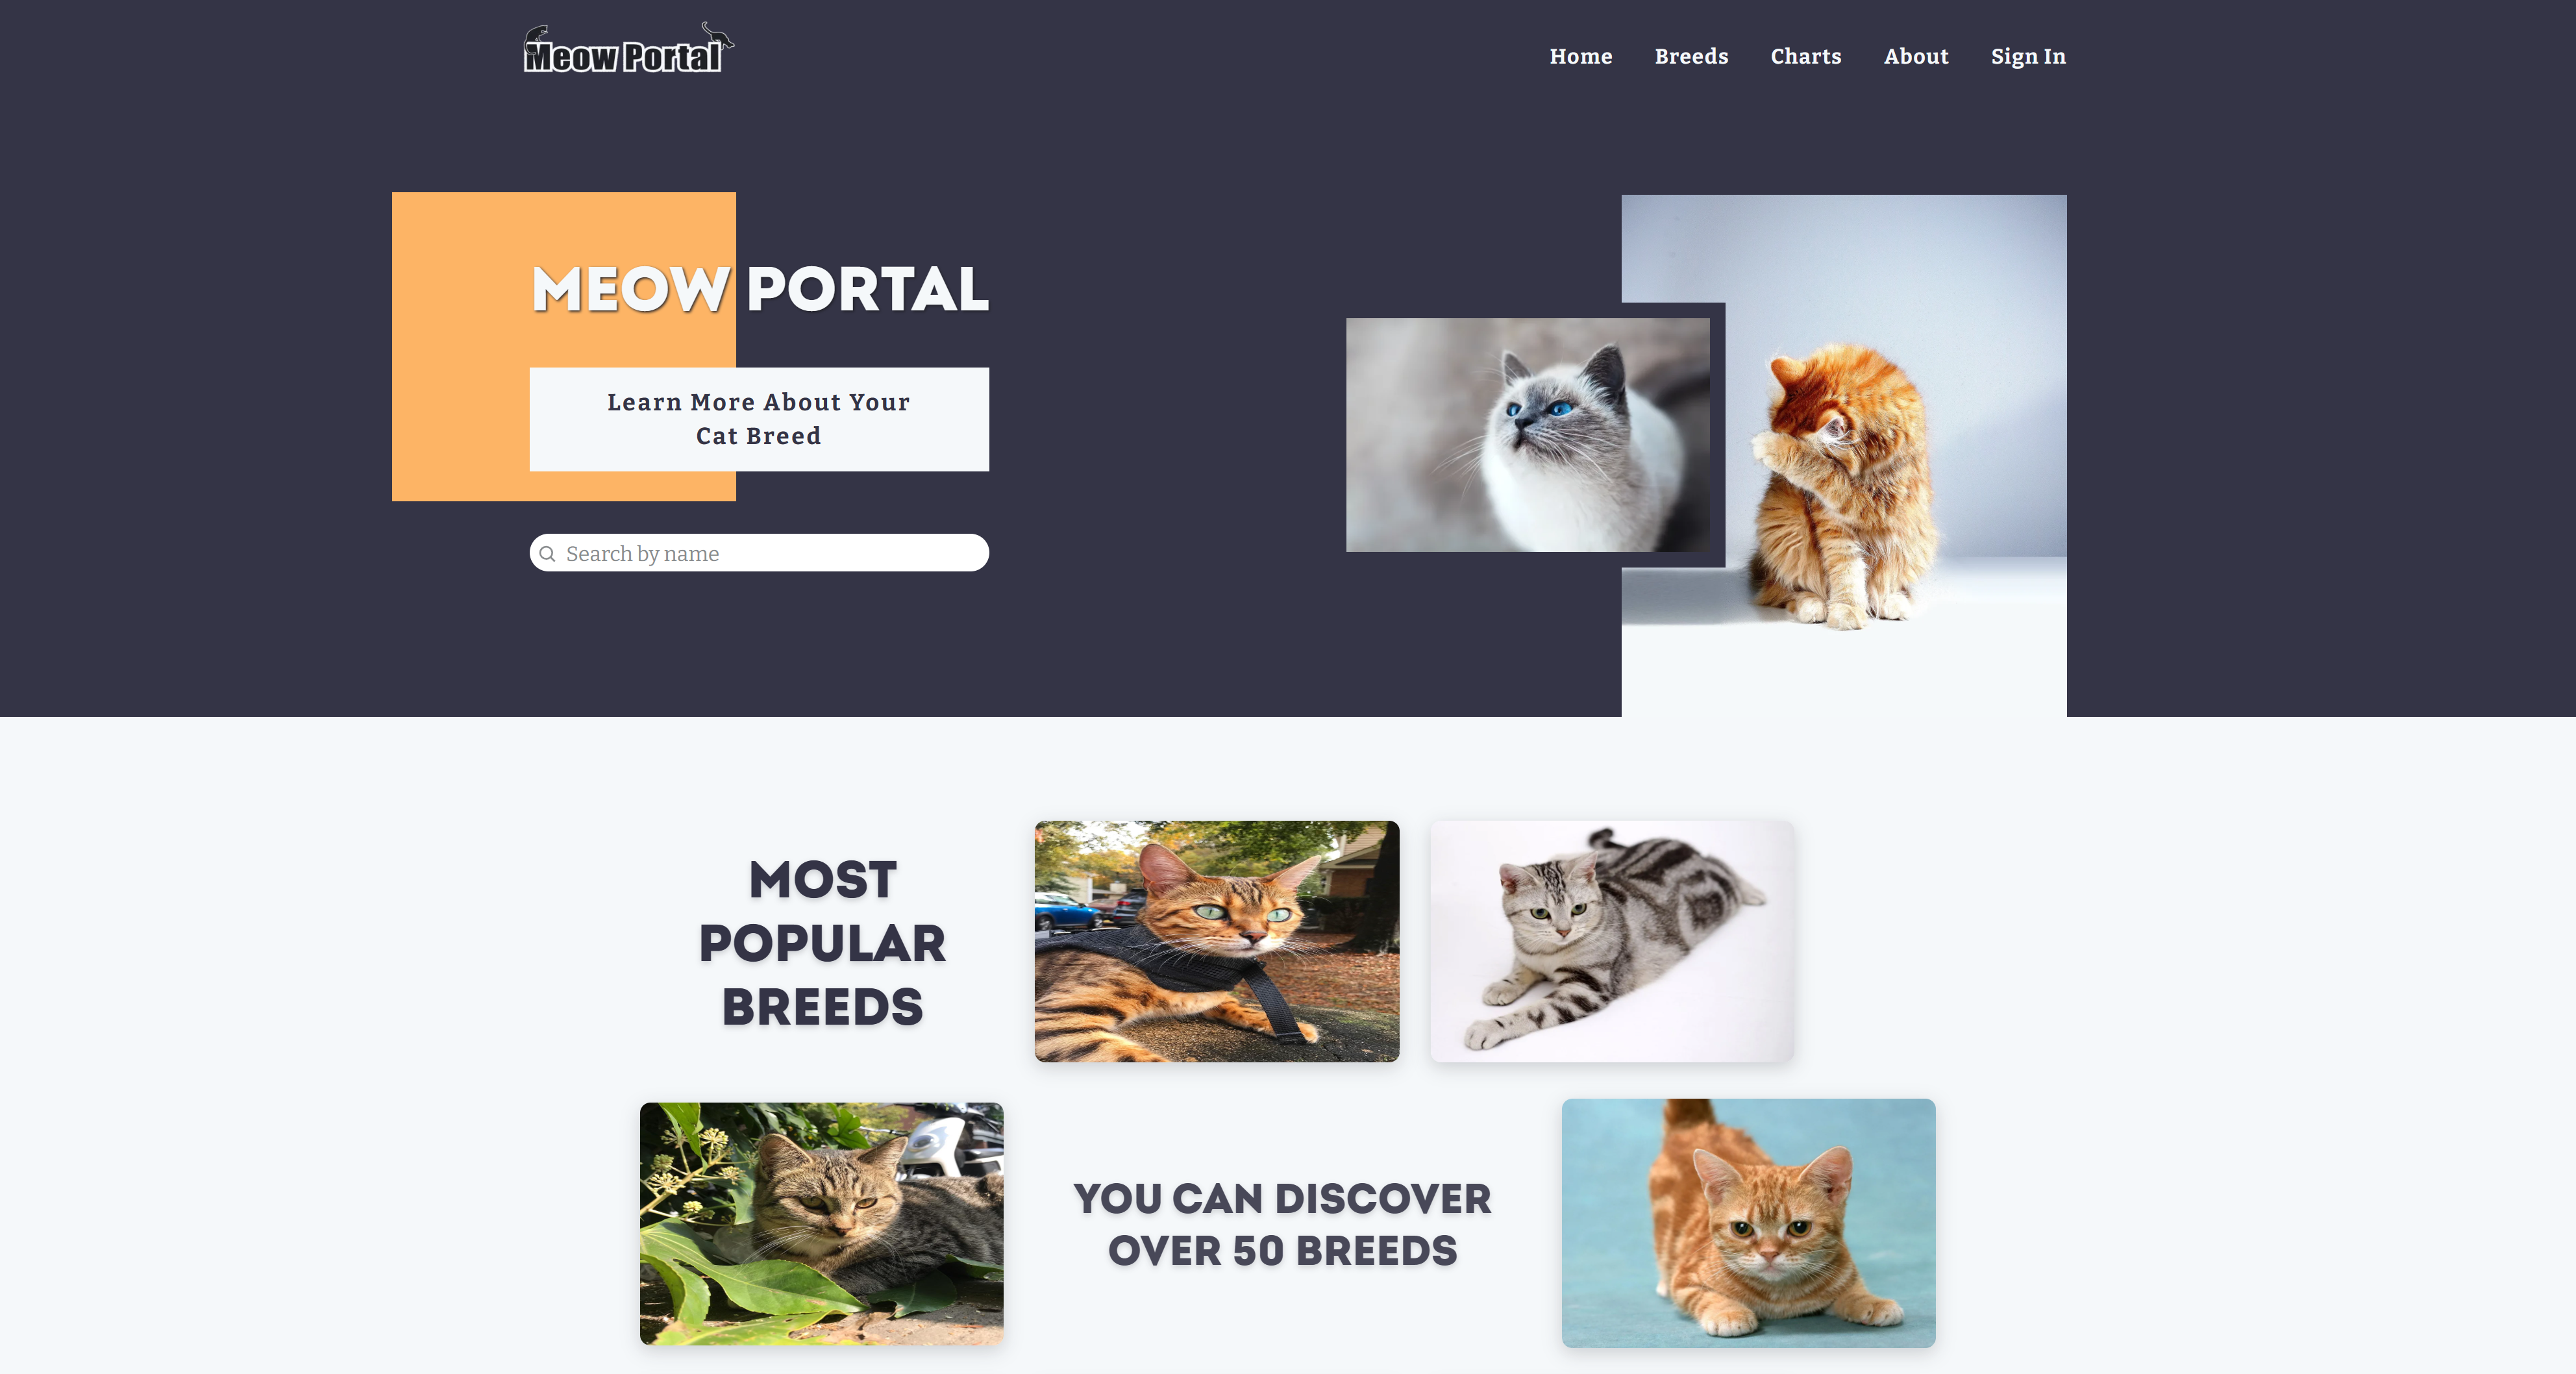 Meow Portal
Home Breeds Charts About Sign In
MEOW PORTAL
Learn More About Your
Cat Breed
Search by name
MOST
POPULAR
BREEDS
YOU CAN DISCOVER
OVER 50 BREEDS